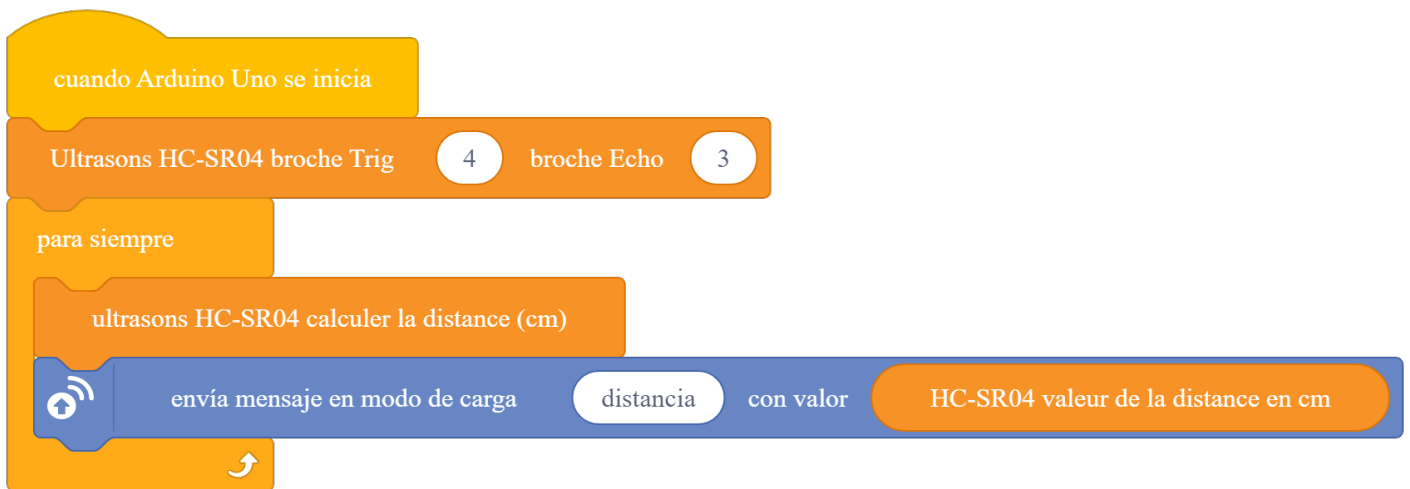 cuando Arduino Uno se inicia
Ultrasons HC-SR04 broche Trig 4 broche Echo 3
para siempre
ultrasons HC-SR04 calculer la distance (cm)
envía mensaje en modo de carga distancia con valor HC-SR04 valeur de la distance en cm